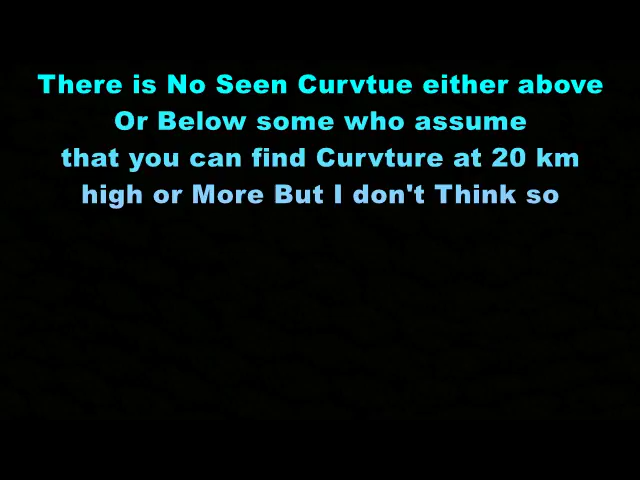 There is No Seen Curvtue either above
Or Below some who assume
that you can find Curvture at 20 km
high or More But I don't Think so